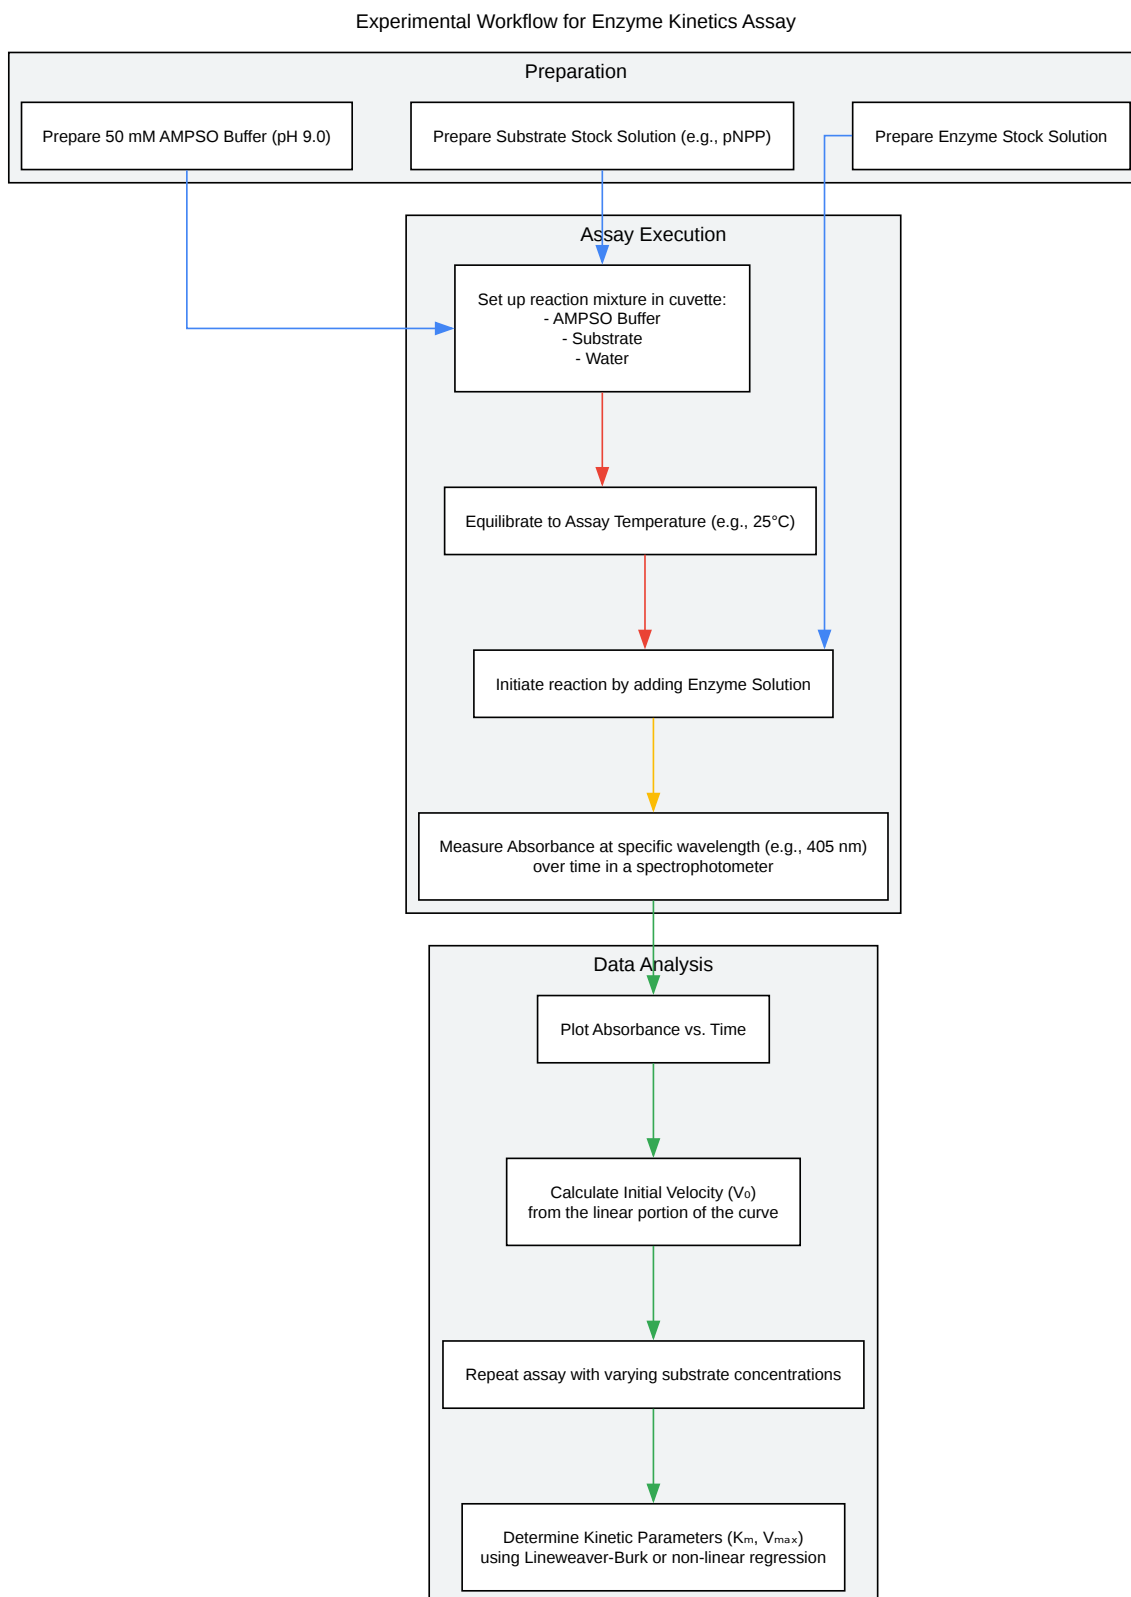 Experimental Workflow for Enzyme Kinetics Assay
Preparation
Prepare 50 mM AMPSO Buffer (pH 9.0)
Prepare Substrate Stock Solution (e.g., pNPP)
Prepare Enzyme Stock Solution
Assay Execution
Set up reaction mixture in cuvette:
- AMPSO Buffer
- Substrate
- Water
Equilibrate to Assay Temperature (e.g., 25°C)
Initiate reaction by adding Enzyme Solution
Measure Absorbance at specific wavelength (e.g., 405 nm)
over time in a spectrophotometer
Data Analysis
Plot Absorbance vs. Time
Calculate Initial Velocity (V₀)
from the linear portion of the curve
Repeat assay with varying substrate concentrations
Determine Kinetic Parameters (Kₘ, Vₘₐₓ)
using Lineweaver-Burk or non-linear regression